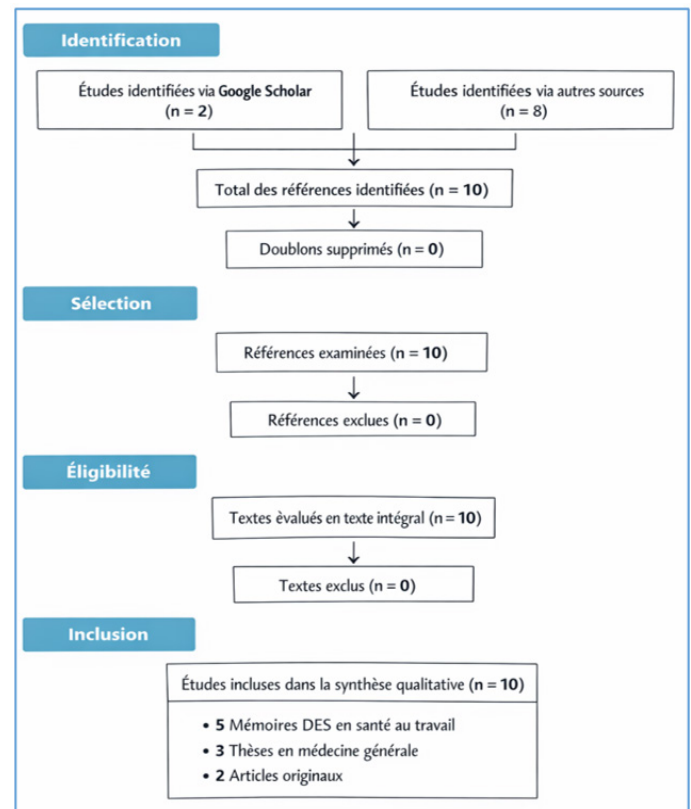 Identification
Études identifiées via Google Scholar
(n = 2)
Études identifiées via autres sources
(n = 8)
Total des références identifiées (n = 10)
Doublons supprimés (n = 0)
Sélection
Références examinées (n = 10)
Références exclues (n = 0)
Éligibilité
Textes èvalués en texte intégral (n = 10)
Textes exclus (n = 0)
Inclusion
Études incluses dans la synthèse qualitative (n = 10)
• 5 Mémoires DES en santé au travail
• 3 Thèses en médecine générale
• 2 Articles originaux